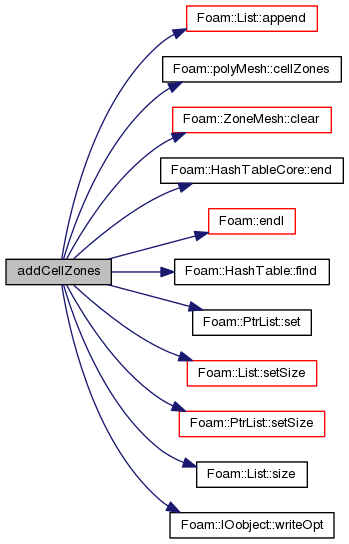 Foam::List::append
Foam::polyMesh::cellZones
Foam::ZoneMesh::clear
Foam::HashTableCore::end
Foam::endl
addCellZones
Foam::HashTable::find
Foam::PtrList::set
Foam::List::setSize
Foam::PtrList::setSize
Foam::List::size
Foam::IOobject::writeOpt